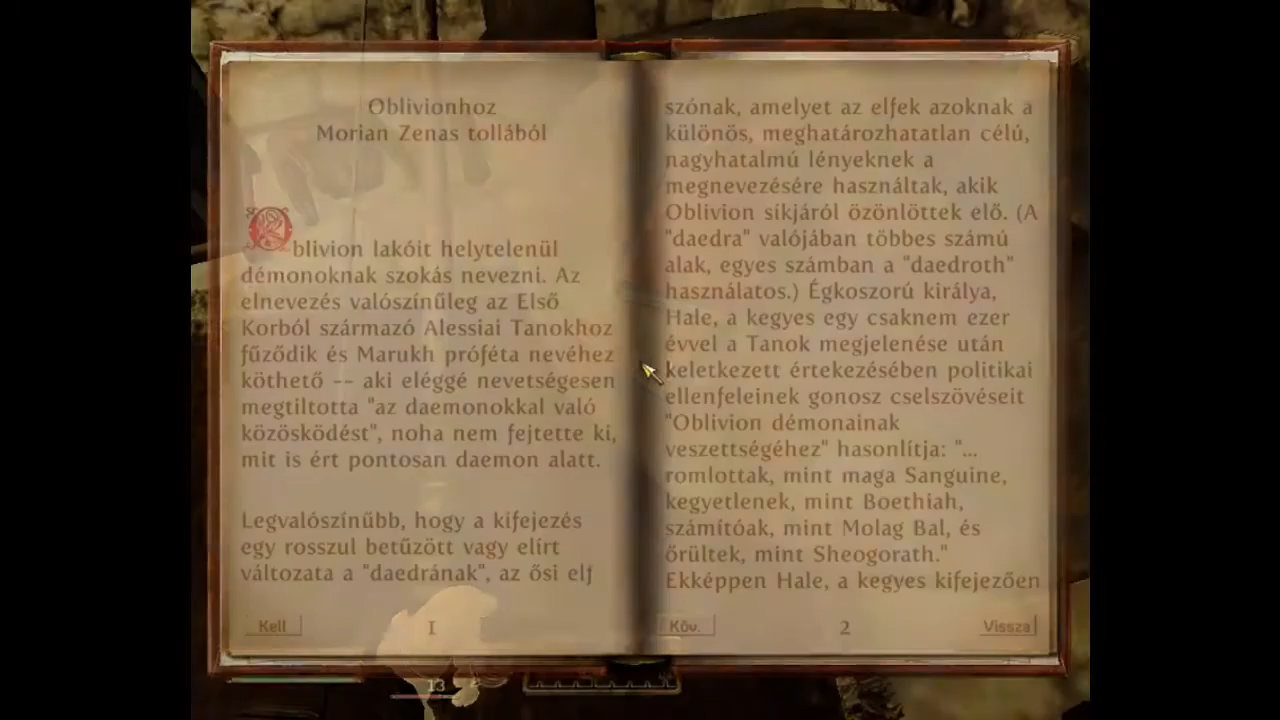 Oblivionhoz
Morian Zenas tollából
Oblivion lakóit helytelenül
démonoknak szokás nevezni. Az
elnevezés valószínűleg az Első
Korból származó Alessiai Tanokhoz
fűződik és Marukh próféta nevéhez
köthető -- aki eléggé nevetségesen
megtiltotta "az daemonokkal való
közösködést", noha nem fejtette ki,
mit is ért pontosan daemon alatt.
Legvalószínűbb, hogy a kifejezés
egy rosszul betűzött vagy elírt
változata a "daedrának", az ősi elf
Kell
1
szónak, amelyet az elfek azoknak a
különös, meghatározhatatlan célú,
nagyhatalmú lényeknek a
megnevezésére használtak, akik
Oblivion síkjáról özönlöttek elő. (A
"daedra" valójában többes számú
alak, egyes számban a "daedroth"
használatos.) Égkoszorú királya,
Hale, a kegyes egy csaknem ezer
évvel a Tanok megjelenése után
keletkezett értekezésében politikai
ellenfeleinek gonosz cselszövéseit
"Oblivion démonainak
veszettségéhez" hasonlítja: "...
romlottak, mint maga Sanguine,
kegyetlenek, mint Boethiah,
számítóak, mint Molag Bal, és
őrültek, mint Sheogorath."
Ekképpen Hale, a kegyes kifejezően
Köv.
2
Vissza
13